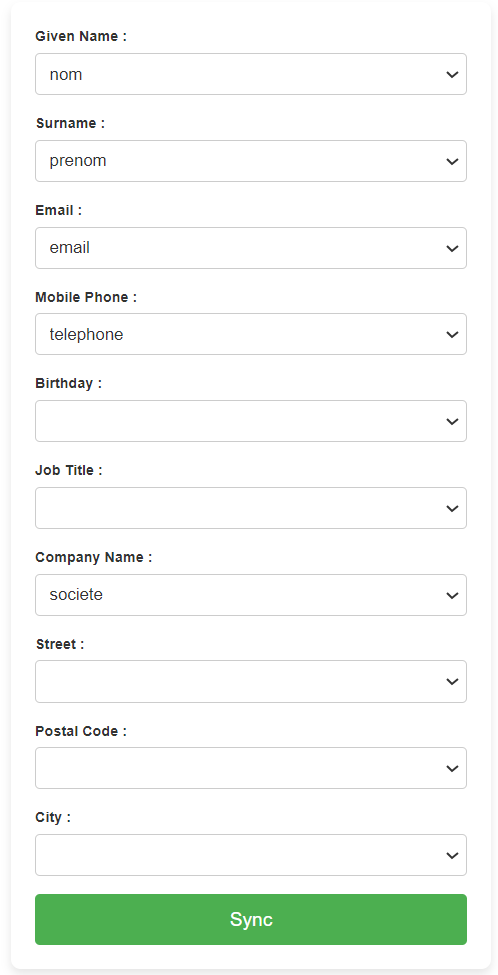 Given Name :
nom
Surname :
prenom
Email :
email
Mobile Phone :
telephone
Birthday :
Job Title :
Company Name :
societe
Street :
Postal Code :
City :
Sync